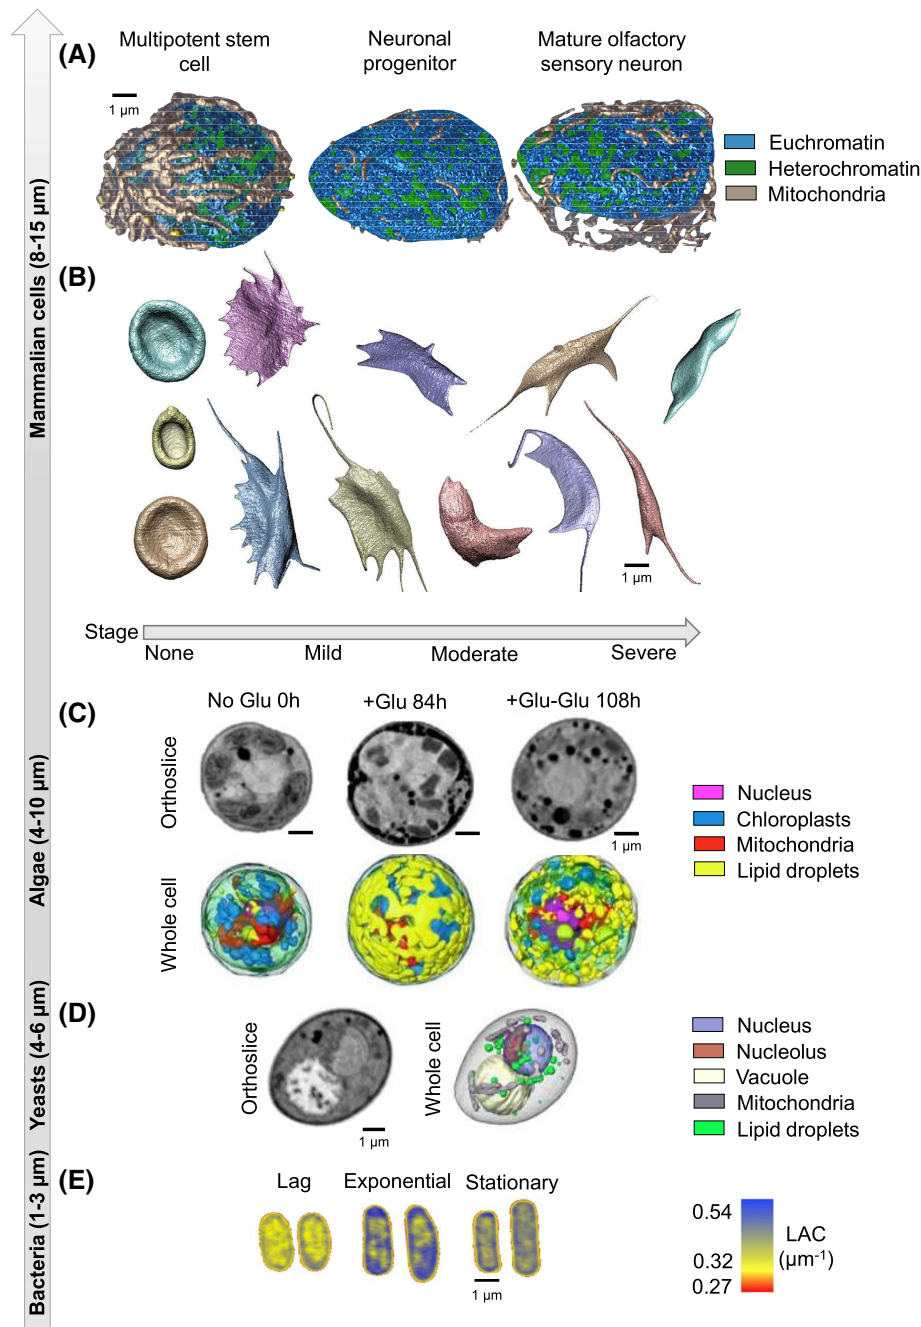 (A)
Multipotent stem
cell
Neuronal
progenitor
Mature olfactory
sensory neuron
1 µm
Euchromatin
Heterochromatin
Mitochondria
Mammalian cells (8-15 µm)
(B)
1 µm
Stage
None
Mild
Moderate
Severe
(C)
No Glu 0h
+Glu 84h
+Glu-Glu 108h
Orthoslice
1 µm
Algae (4-10 µm)
Whole cell
Nucleus
Chloroplasts
Mitochondria
Lipid droplets
(D)
Yeasts (4-6 µm)
Orthoslice
1 µm
Whole cell
Nucleus
Nucleolus
Vacuole
Mitochondria
Lipid droplets
(E)
Bacteria (1-3 µm)
Lag
Exponential
Stationary
1 µm
0.54
0.32
0.27
LAC
(µm⁻¹)